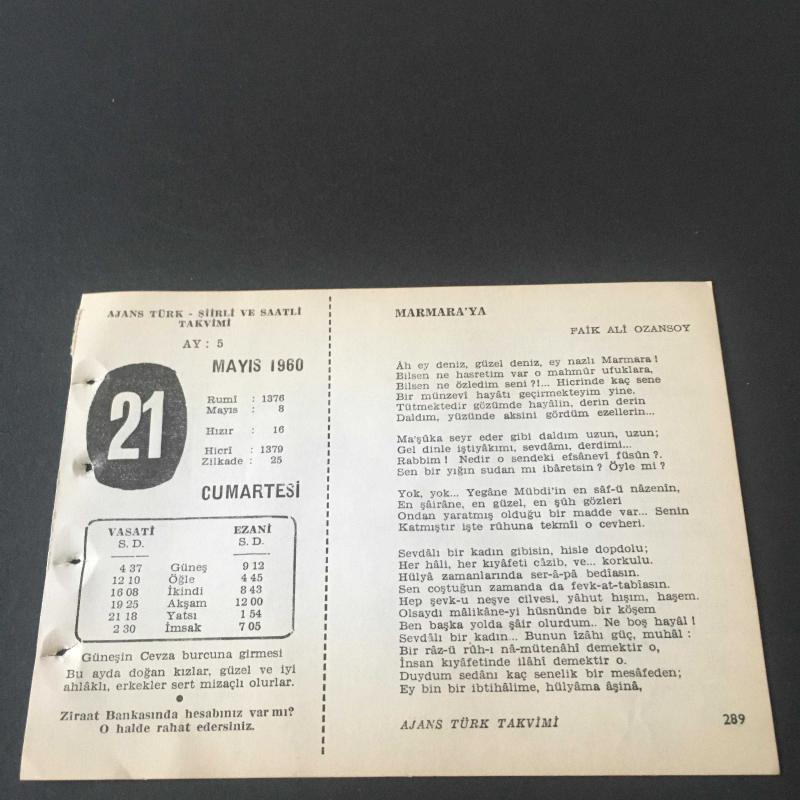 AJANS TÜRK - ŞİİRLİ VE SAATLİ
TAKVİMİ
AY : 5
MAYIS 1960
21
Rumî : 1376
Mayıs : 8
Hızır : 16
Hicrî : 1379
Zilkade : 25
CUMARTESİ
VASATİ EZANİ
S. D. S. D.
4 37 Güneş 9 12
12 10 Öğle 4 45
16 08 İkindi 8 43
19 25 Akşam 12 00
21 18 Yatsı 1 54
2 30 İmsak 7 05
Güneşin Cevza burcuna girmesi
Bu ayda doğan kızlar, güzel ve iyi
ahlâklı, erkekler sert mizaçlı olurlar.
Ziraat Bankasında hesabınız var mı?
O halde rahat edersiniz.
MARMARA'YA
FAİK ALİ OZANSOY
Âh ey deniz, güzel deniz, ey nazlı Marmara !
Bilsen ne hasretim var o mahmûr ufuklara,
Bilsen ne özledim seni ?!... Hicrinde kaç sene
Bir münzevi hayâtı geçirmekteyim yine.
Tütmektedir gözümde hayâlin, derin derin
Daldım, yüzünde aksini gördüm ezellerin...
Ma'şûka seyr eder gibi daldım uzun, uzun;
Gel dinle iştiyâkımı, sevdâmı, derdimi...
Rabbim ! Nedir o sendeki efsânevî füsûn ?.
Sen bir yığın sudan mı ibâretsin ? Öyle mi ?
Yok, yok... Yegâne Mübdi'in en sâf-ü nâzenîn,
En şâirâne, en güzel, en şûh gözleri
Ondan yaratmış olduğu bir madde var... Senin
Katmıştır işte rûhuna tekmîl o cevheri.
Sevdâlı bir kadın gibisin, hisle dopdolu;
Her hâli, her kıyâfeti câzib, ve... korkulu.
Hülyâ zamanlarında ser-â-pâ bedîasın.
Sen coştuğun zamanda da fevk-at-tabîasın.
Hep şevk-u neşve cilvesi, yâhut hışım, haşem.
Olsaydı mâlikâne-yi hüsnünde bir köşem
Ben başka yolda şâir olurdum.. Ne boş hayâl !
Sevdâlı bir kadın... Bunun îzâhı güç, muhâl :
Bir râz-ü rûh-ı nâ-mütenâhî demektir o,
İnsan kıyâfetinde ilâhî demektir o.
Duydum sedânı kaç senelik bir mesafeden;
Ey bin bir ibtihâlime, hülyâma âşinâ,
AJANS TÜRK TAKVİMİ 289